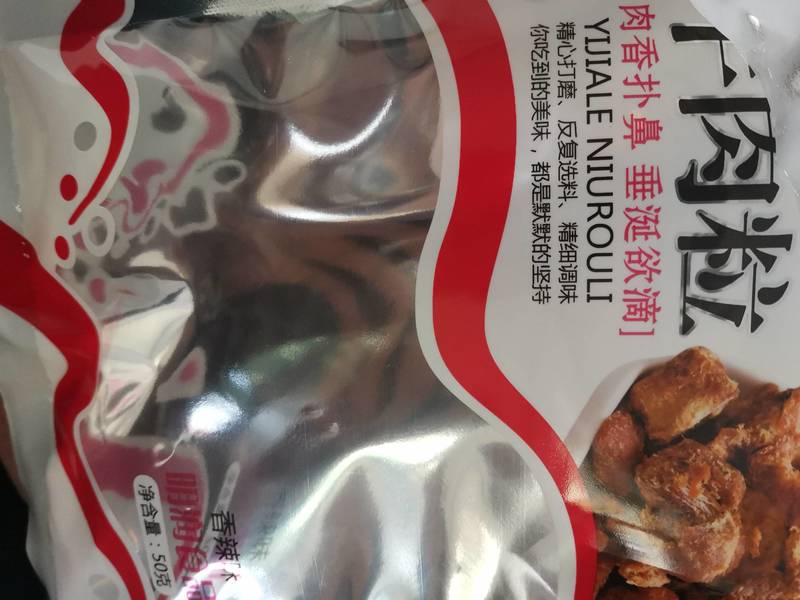 肉粒
肉香扑鼻 垂涎欲滴]
YIJIALE NIUROULI
精心打磨、反复选料、精细调味
你吃到的美味，都是默默的坚持
香辣味
净含量：50克